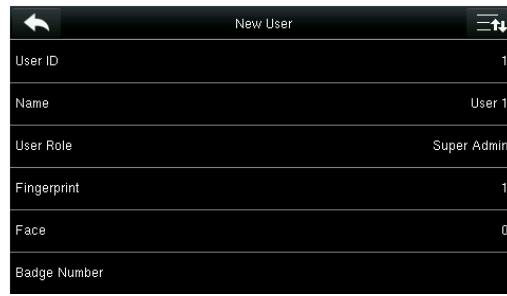 New User
User ID 1
Name User 1
User Role Super Admin
Fingerprint 1
Face 0
Badge Number